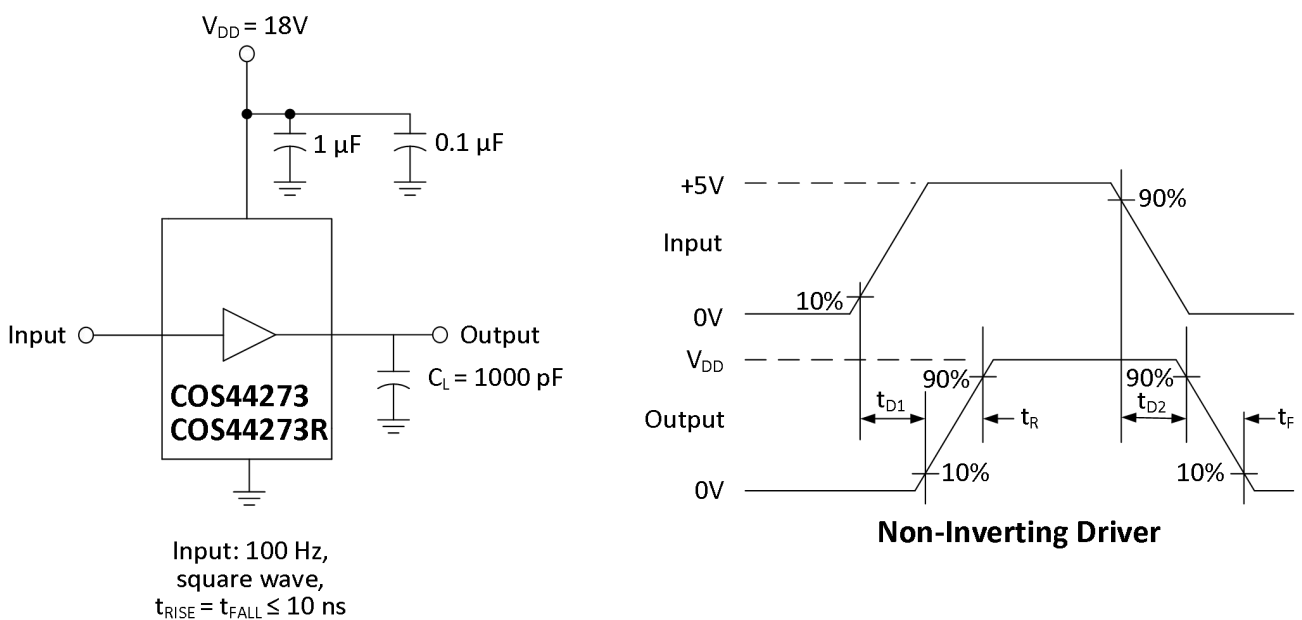 V_DD = 18V
1 µF
0.1 µF
Input
Output
C_L = 1000 pF
COS44273
COS44273R
Input: 100 Hz,
square wave,
t_RISE = t_FALL ≤ 10 ns
+5V
90%
Input
10%
0V
V_DD
90%
90%
t_D1
t_R
t_D2
t_F
Output
10%
10%
0V
Non-Inverting Driver